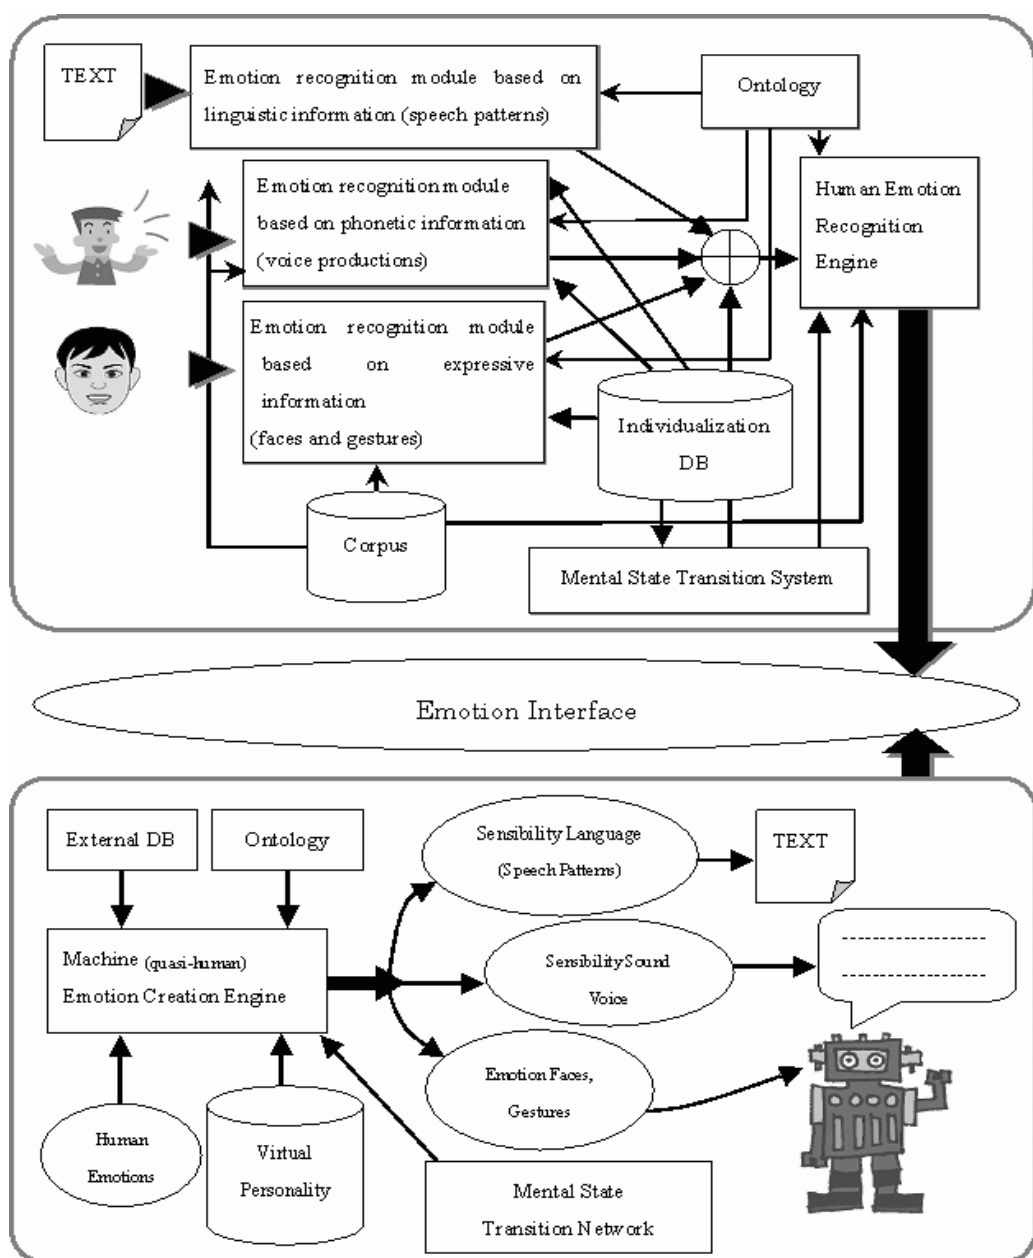 TEXT
Emotion recognition module based on
linguistic information (speech patterns)
Ontology
Emotion recognition module
based on phonetic information
(voice productions)
Human Emotion
Recognition
Engine
Emotion recognition module
based on expressive
information
(faces and gestures)
Individualization
DB
Corpus
Mental State Transition System
Emotion Interface
External DB
Ontology
Sensibility Language
(Speech Patterns)
TEXT
Machine (quasi-human)
Emotion Creation Engine
Sensibility Sound
Voice
Emotion Faces,
Gestures
Human
Emotions
Virtual
Personality
Mental State
Transition Network